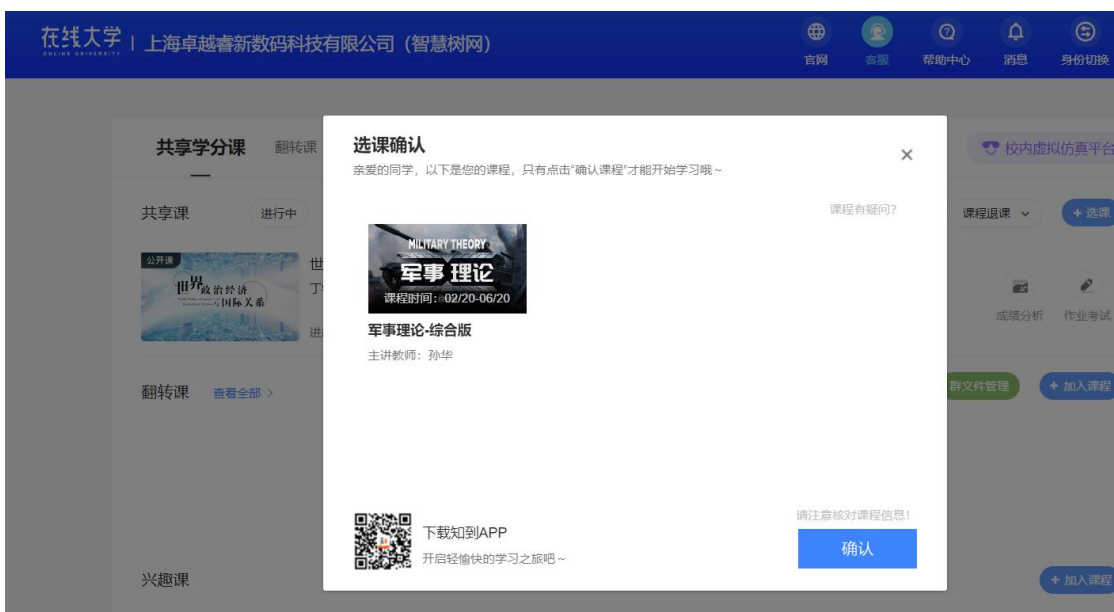 在线大学 | 上海卓越睿新数码科技有限公司（智慧树网）
ONLINE UNIVERSITY
官网
客服
帮助中心
消息
身份切换
共享学分课
翻转课
校内虚拟仿真平台
选课确认
亲爱的同学，以下是您的课程，只有点击“确认课程”才能开始学习哦～
课程有疑问？
共享课
进行中
课程退课
+ 选课
公开课
世界政治经济
与国际关系
世
丁
进
成绩分析
作业考试
MILITARY THEORY
军事 理论
课程时间：02/20-06/20
军事理论-综合版
主讲教师：孙华
翻转课
查看全部 >
群文件管理
+ 加入课程
下载知到APP
开启轻愉快的学习之旅吧～
请注意核对课程信息！
确认
兴趣课
+ 加入课程